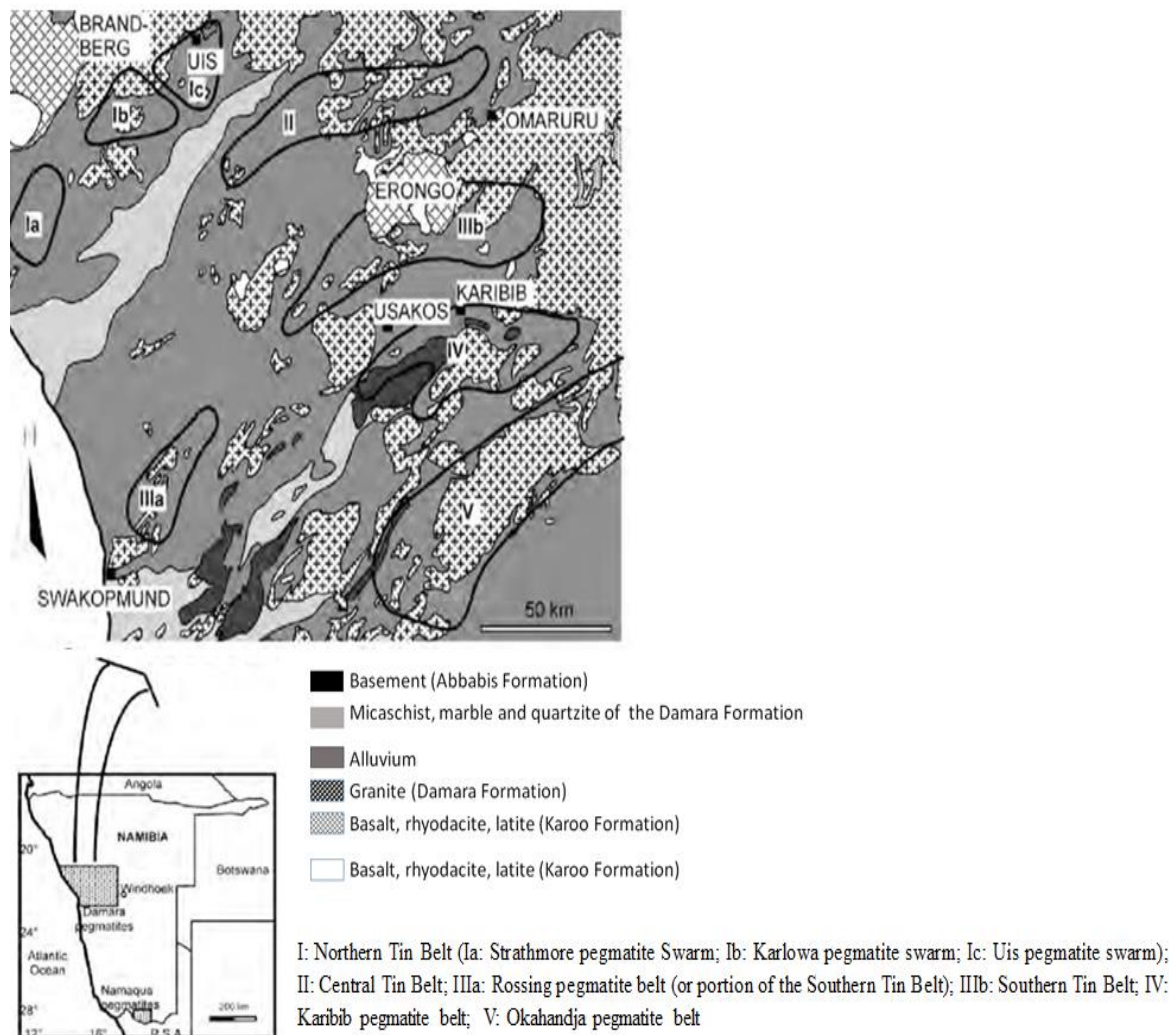 BRAND-
BERG
UIS
Ic
Ib
II
OMARURU
ERONGO
Ia
IIIb
KARIBIB
USAKOS
IV
IIIa
V
SWAKOPMUND
50 km
Basement (Abbabis Formation)
Micaschist, marble and quartzite of the Damara Formation
Alluvium
Granite (Damara Formation)
Basalt, rhyodacite, latite (Karoo Formation)
Basalt, rhyodacite, latite (Karoo Formation)
Angola
NAMIBIA
20°
Botswana
Windhoek
Damara
pegmatites
24°
Atlantic
Ocean
Namaqua
pegmatites
28°
200 km
12°
16°
R.S.A.
I: Northern Tin Belt (Ia: Strathmore pegmatite Swarm; Ib: Karlowa pegmatite swarm; Ic: Uis pegmatite swarm);
II: Central Tin Belt; IIIa: Rossing pegmatite belt (or portion of the Southern Tin Belt); IIIb: Southern Tin Belt; IV:
Karibib pegmatite belt; V: Okahandja pegmatite belt